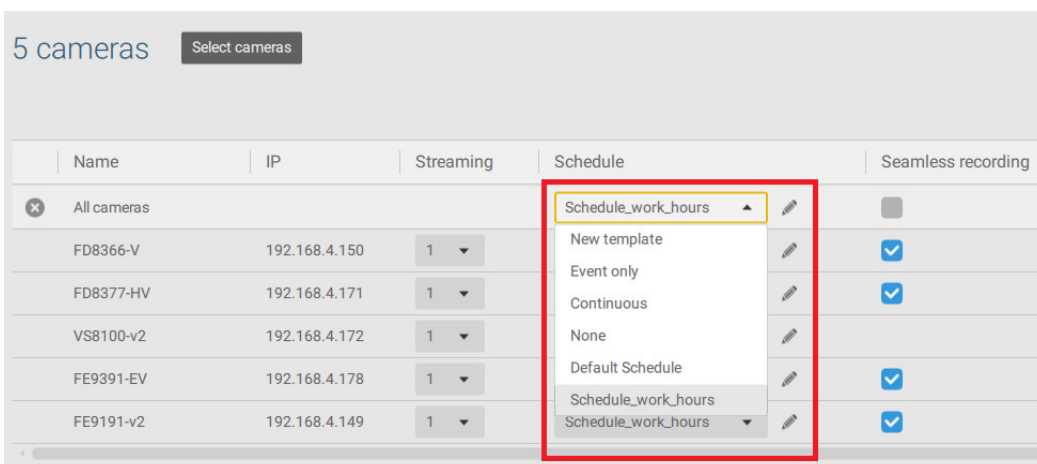 5 cameras Select cameras
Name IP Streaming Schedule Seamless recording
All cameras Schedule_work_hours
New template
FD8366-V 192.168.4.150 1
Event only
FD8377-HV 192.168.4.171 1
Continuous
VS8100-v2 192.168.4.172 1 None
Default Schedule
FE9391-EV 192.168.4.178 1
Schedule_work_hours
FE9191-v2 192.168.4.149 1 Schedule_work_hours